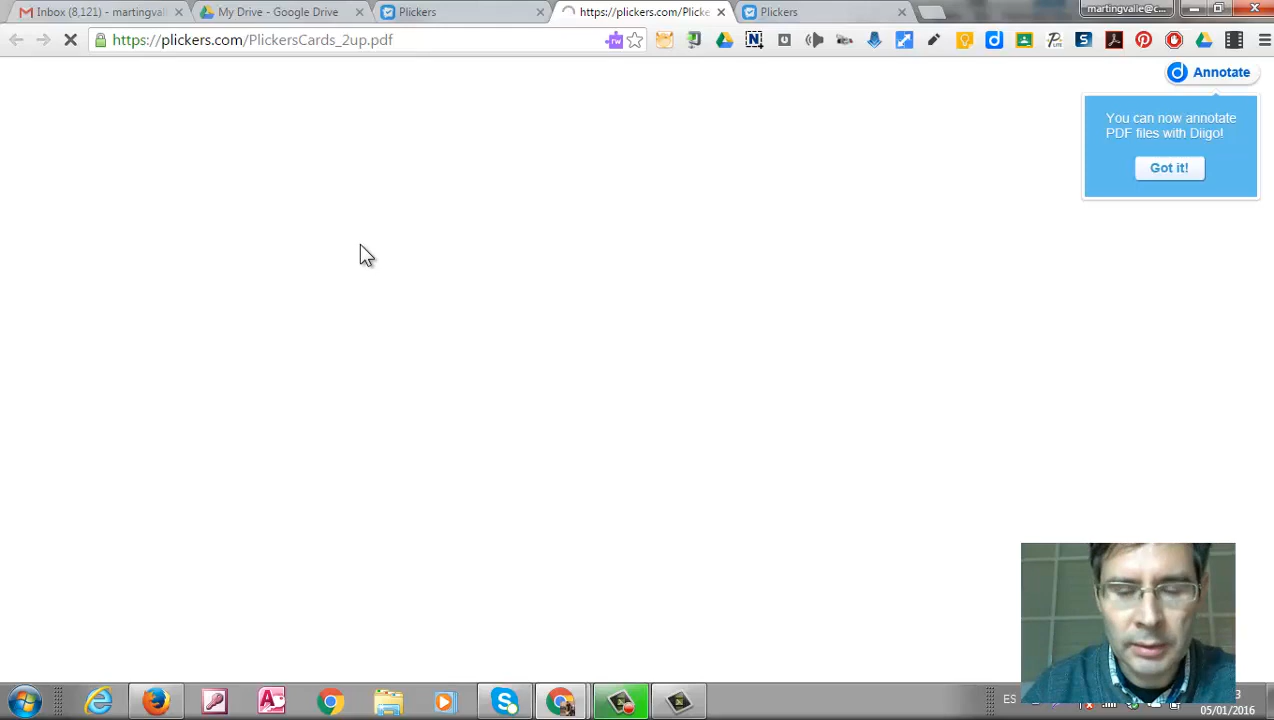 Inbox (8,121) - martingval
My Drive - Google Drive
Plickers
https://plickers.com/Plicke
Plickers
martingvalle@c...
https://plickers.com/PlickersCards_2up.pdf
Annotate
You can now annotate
PDF files with Diigo!
Got it!
ES
05/01/2016